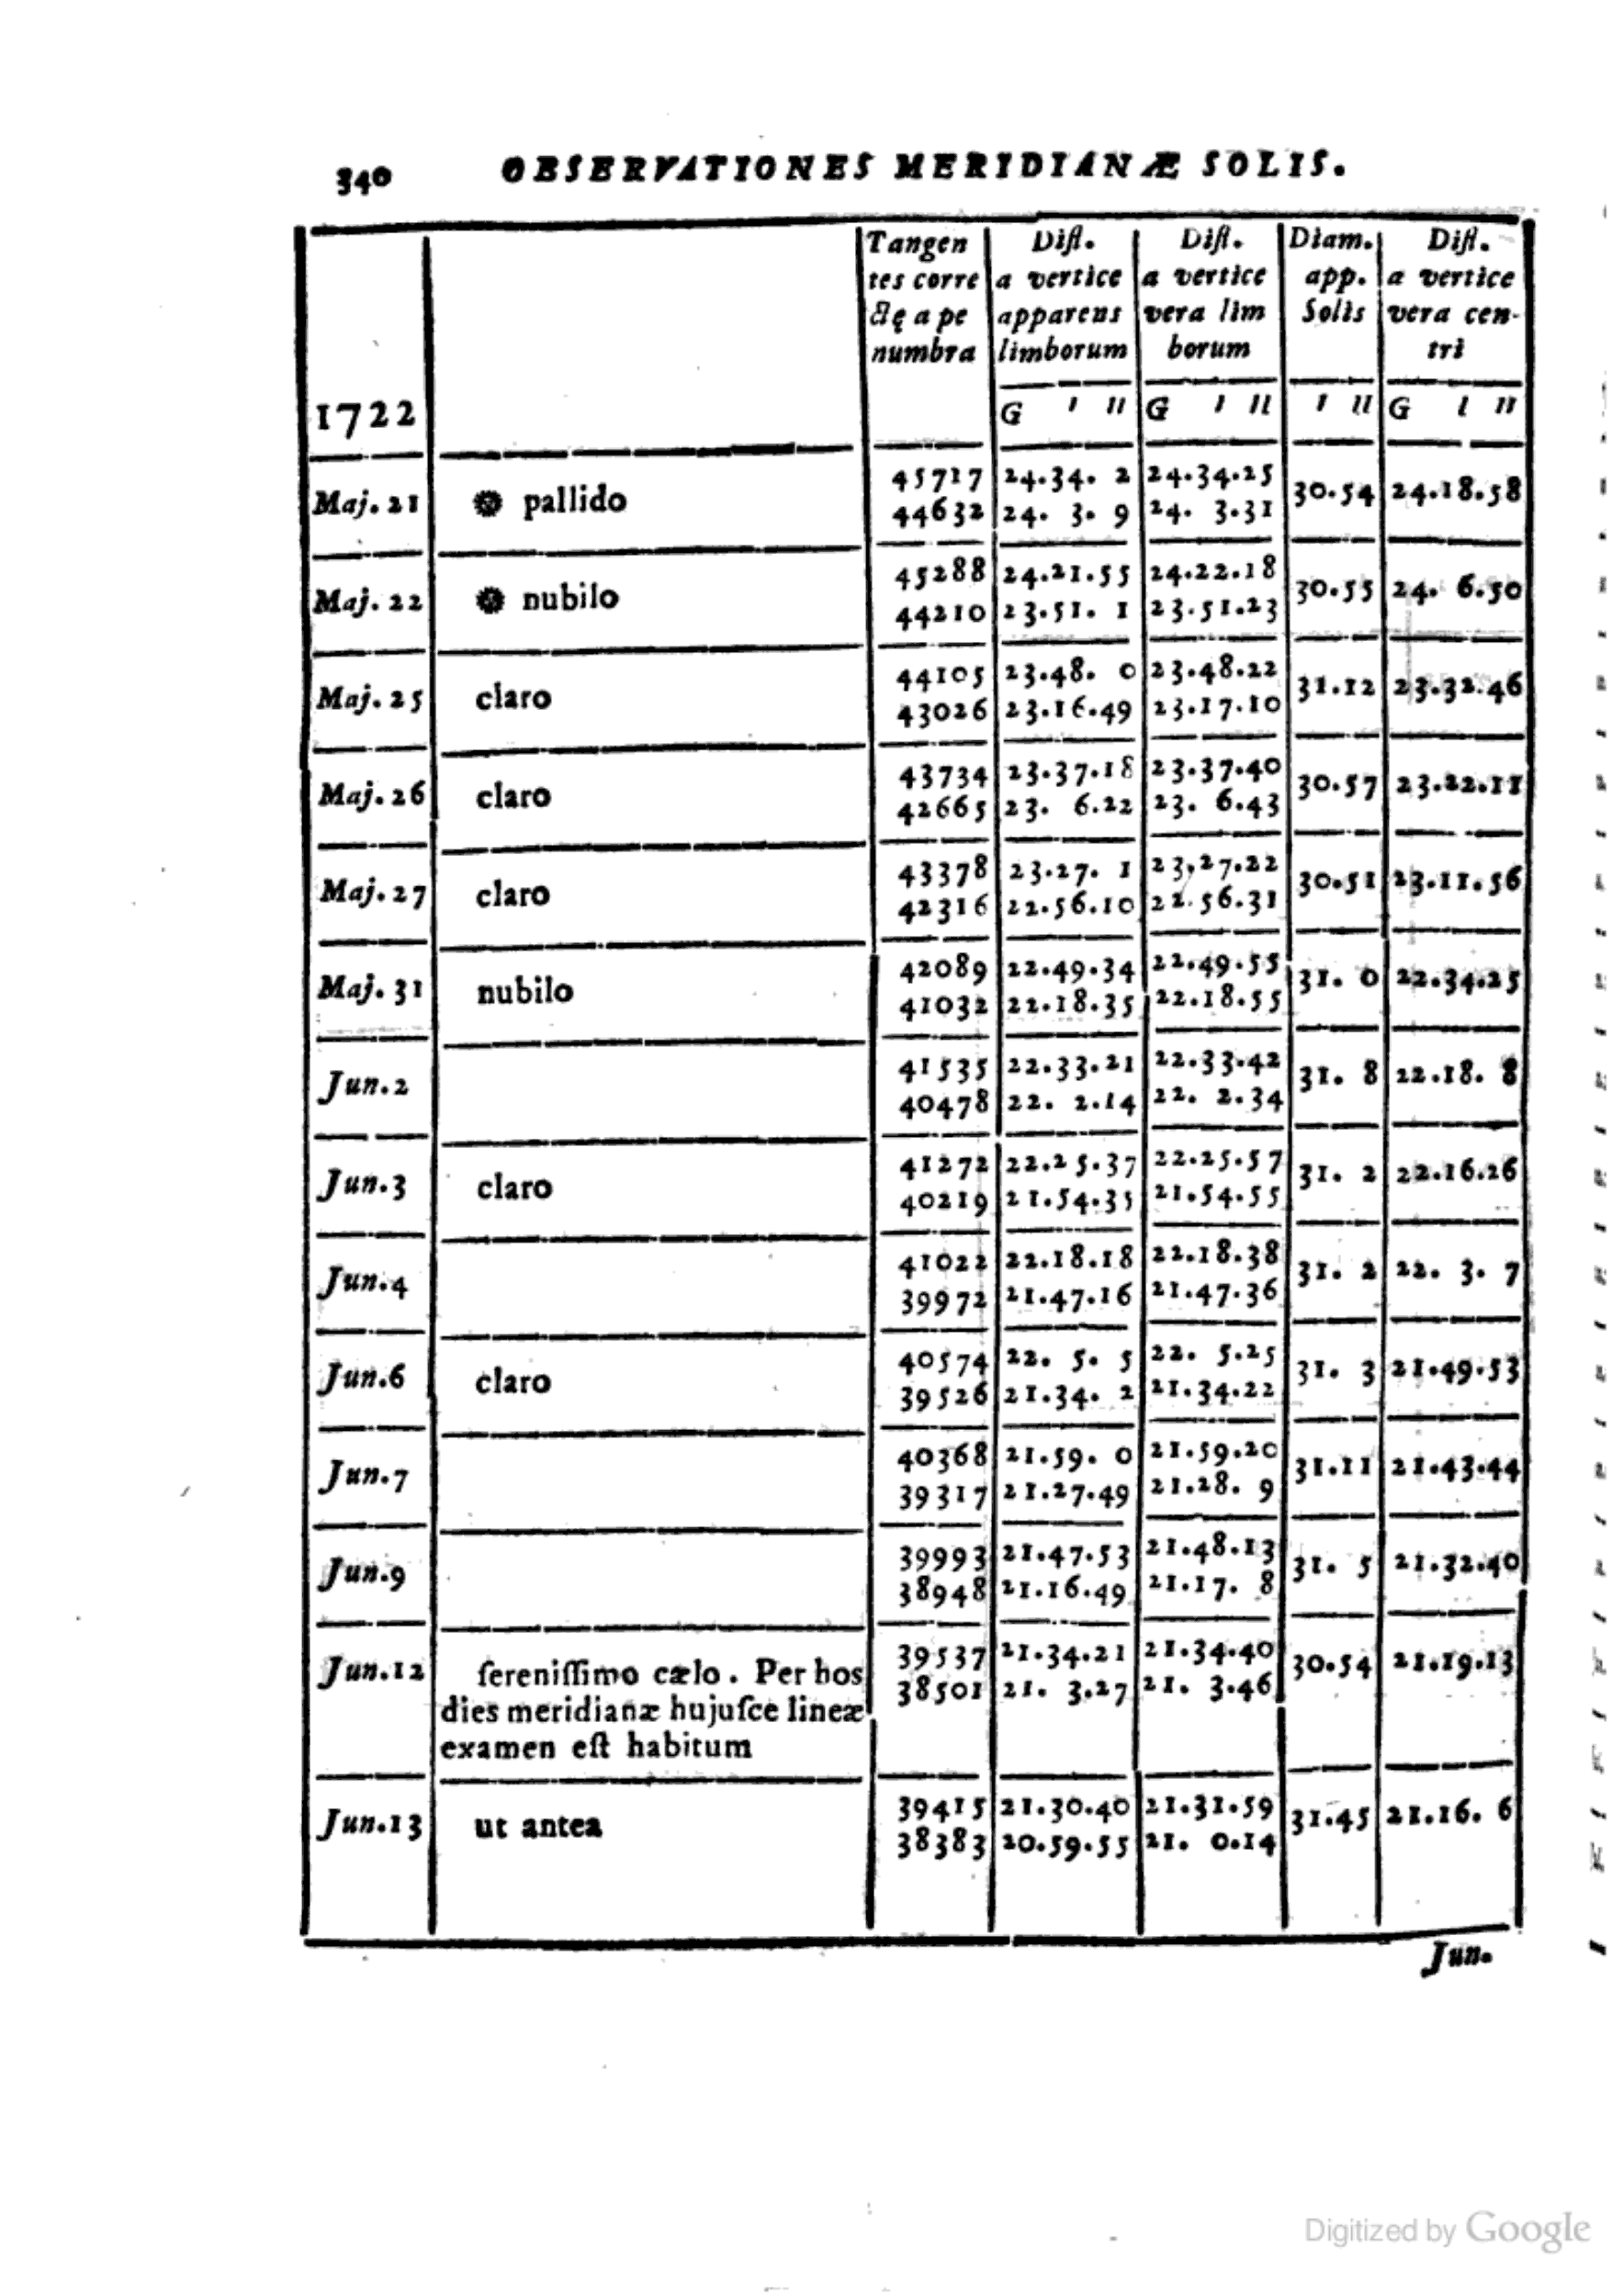 340 OBSERVATIONES MERIDIANÆ SOLIS.
1722
Tangen
tes corre
ctę a pe
numbra
Dist.
a vertice
apparens
limborum
G ı ıı
Dist.
a vertice
vera lim
borum
G ı ıı
Diam.
app.
Solis
ı ıı
Dist.
a vertice
vera cen-
tri
G ı ıı
Maj. 21 ✹ pallido 45717 24.34. 2 24.34.25 30.54 24.18.58
44632 24. 3. 9 24. 3.31
Maj. 22 ✹ nubilo 45288 24.21.55 24.22.18 30.55 24. 6.50
44210 23.51. 1 23.51.23
Maj. 25 claro 44105 23.48. 0 23.48.22 31.12 23.32.46
43026 23.16.49 23.17.10
Maj. 26 claro 43734 23.37.18 23.37.40 30.57 23.22.11
42665 23. 6.22 23. 6.43
Maj. 27 claro 43378 23.27. 1 23,27.22 30.51 23.11.56
42316 22.56.10 22.56.31
Maj. 31 nubilo 42089 22.49.34 22.49.55 31. 0 22.34.25
41032 22.18.35 22.18.55
Jun.2 41535 22.33.21 22.33.42 31. 8 22.18. 8
40478 22. 2.14 22. 2.34
Jun.3 claro 41272 22.25.37 22.25.57 31. 2 22.16.26
40219 21.54.35 21.54.55
Jun.4 41022 22.18.18 22.18.38 31. 2 22. 3. 7
39972 21.47.16 21.47.36
Jun.6 claro 40574 22. 5. 5 22. 5.25 31. 3 21.49.53
39526 21.34. 2 21.34.22
Jun.7 40368 21.59. 0 21.59.20 31.11 21.43.44
39317 21.27.49 21.28. 9
Jun.9 39993 21.47.53 21.48.13 31. 5 21.32.40
38948 21.16.49 21.17. 8
Jun.12 sereniſſimo cælo. Per hos 39537 21.34.21 21.34.40 30.54 21.19.13
dies meridianæ hujuſce lineæ 38501 21. 3.27 21. 3.46
examen eſt habitum
Jun.13 ut antea 39415 21.30.40 21.31.59 31.45 21.16. 6
38383 20.59.55 21. 0.14
Jun.
Digitized by Google